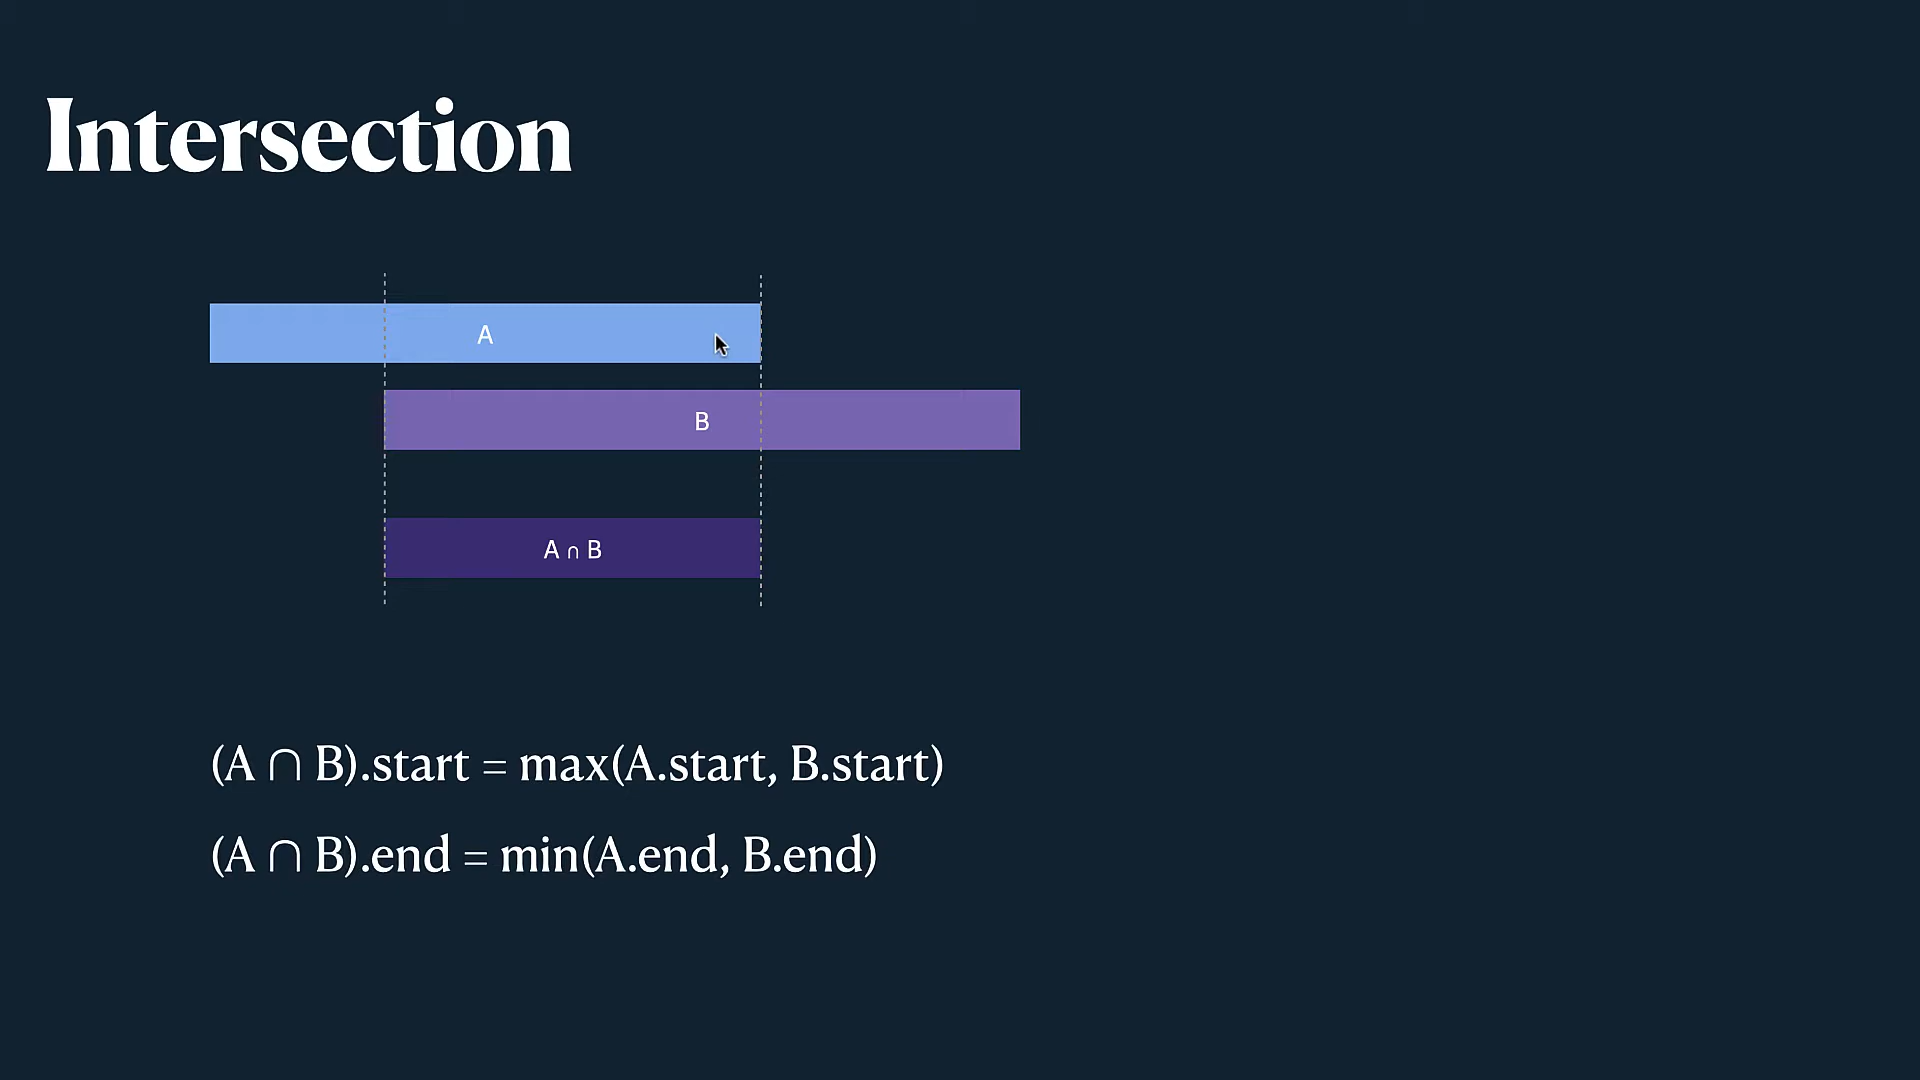 Intersection
A
B
A ∩ B
(A ∩ B).start = max(A.start, B.start)
(A ∩ B).end = min(A.end, B.end)